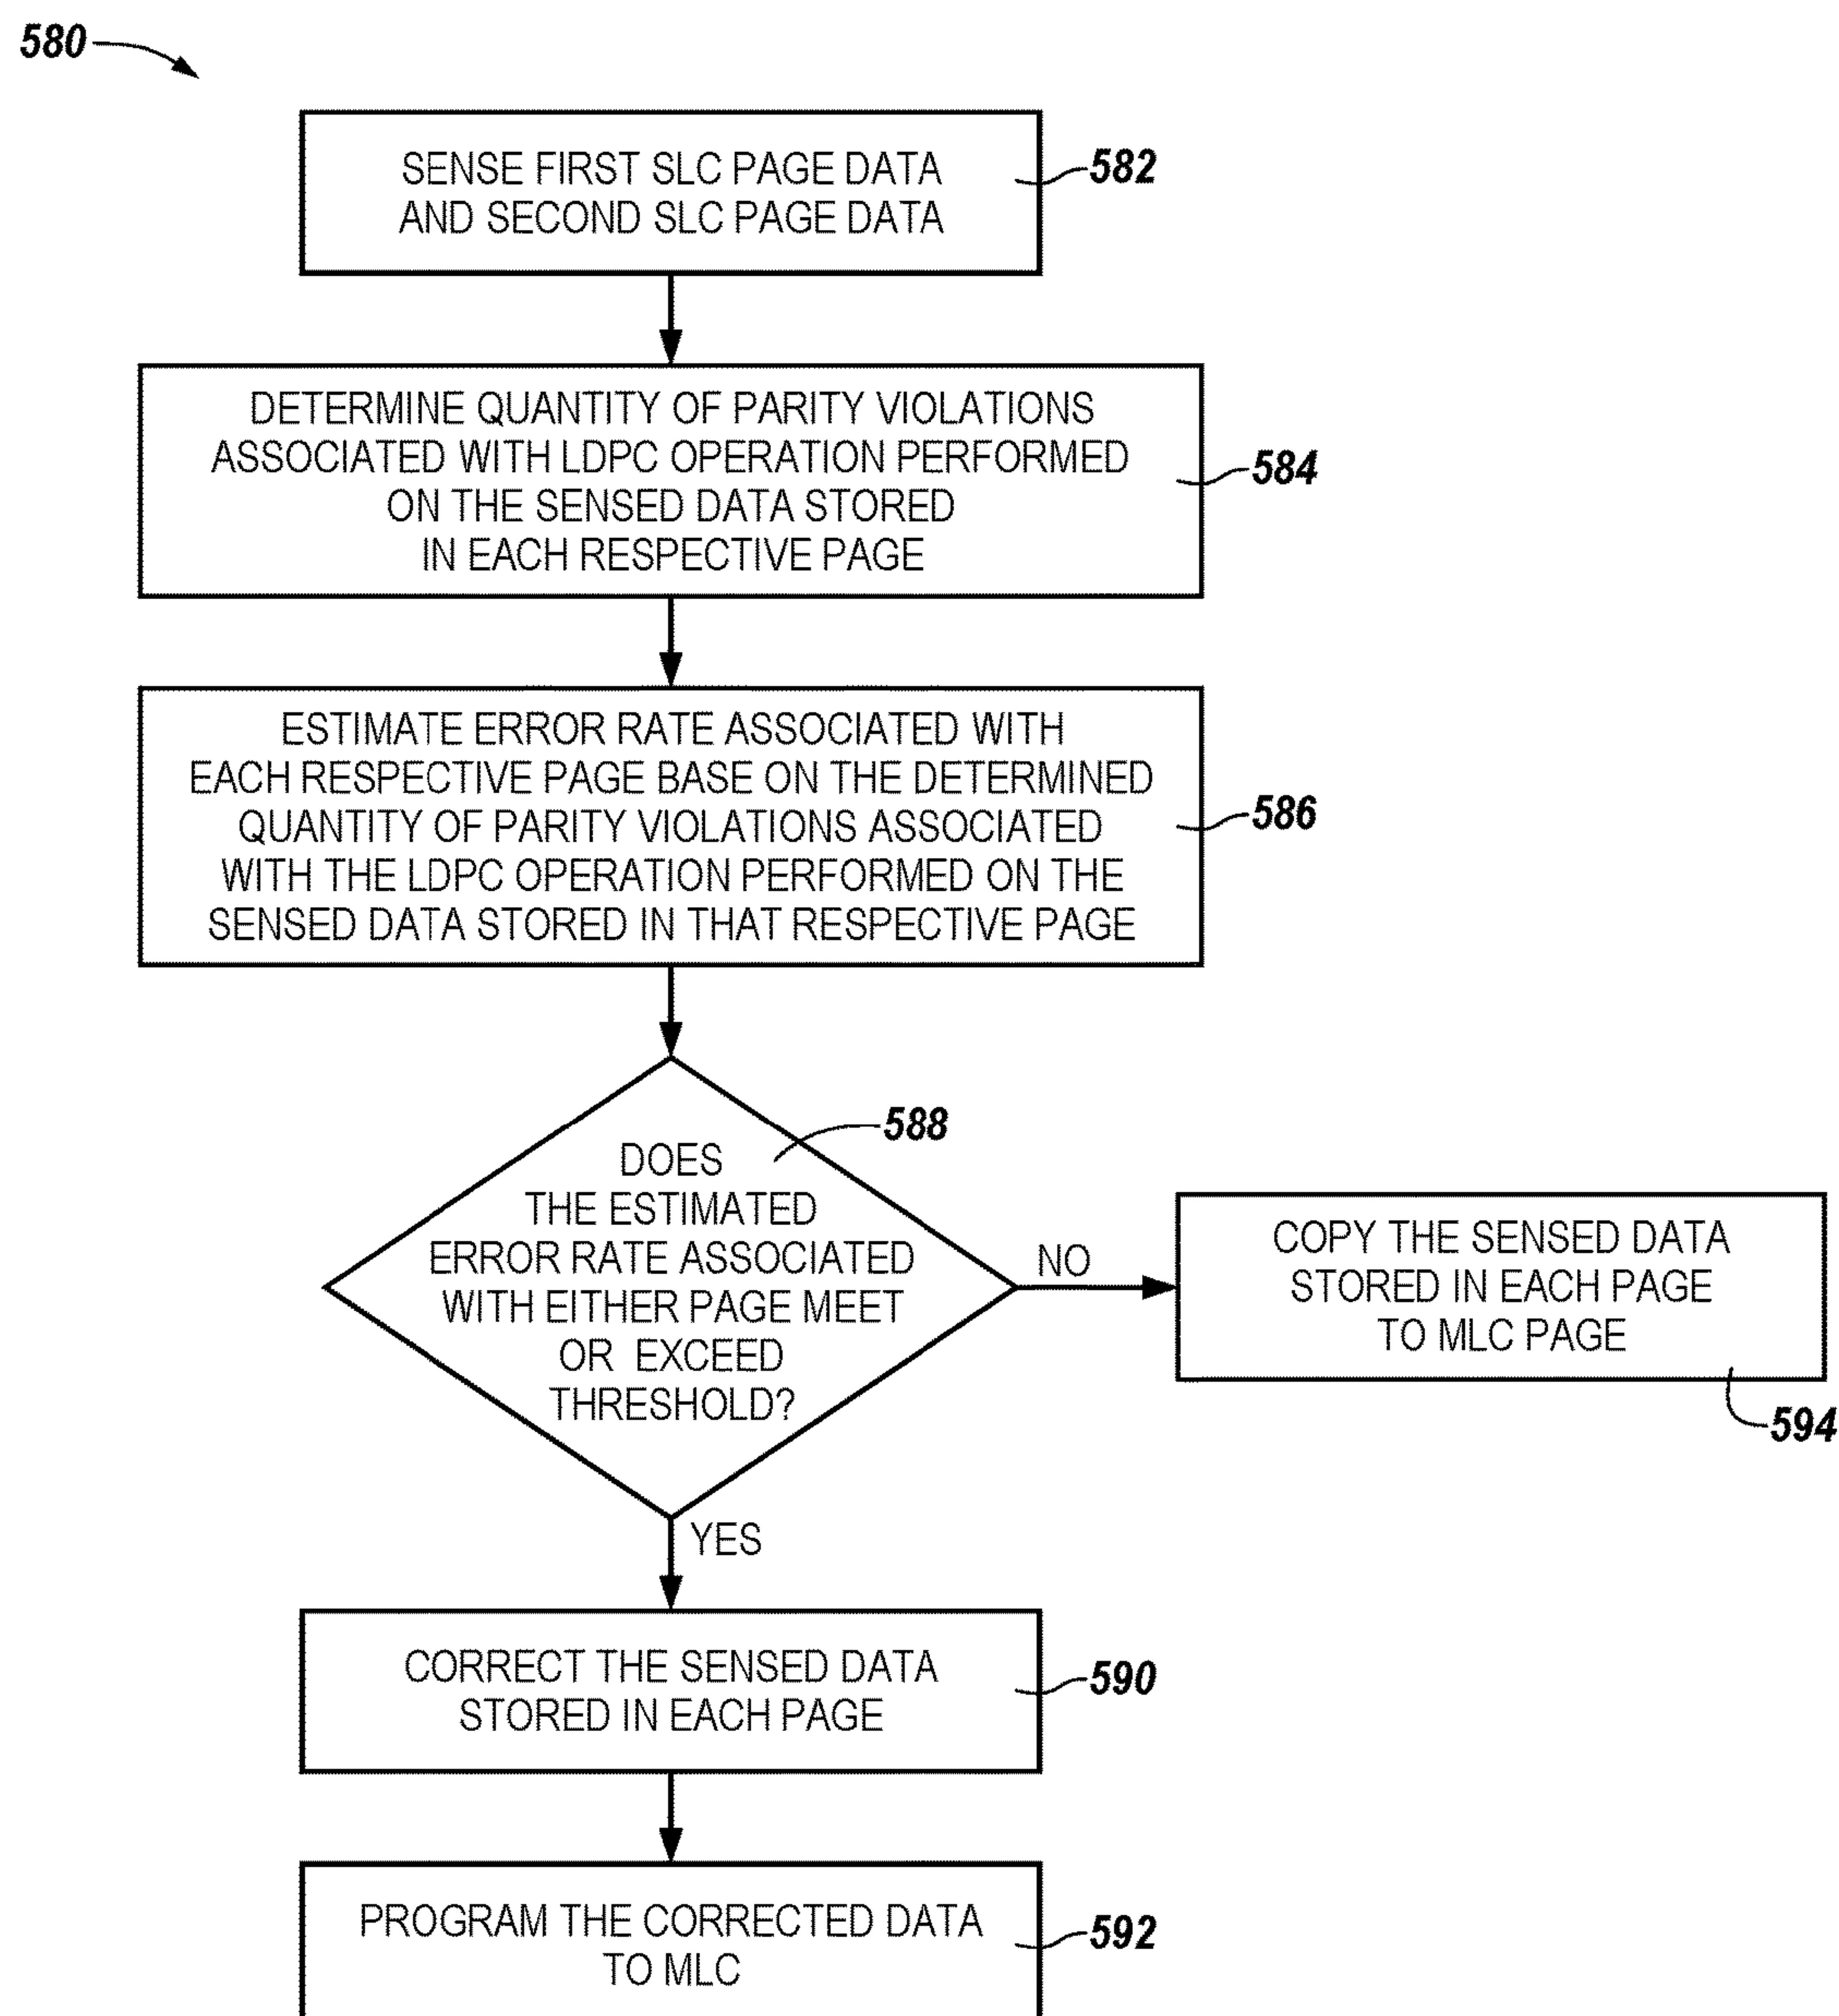 580
SENSE FIRST SLC PAGE DATA
AND SECOND SLC PAGE DATA
582
DETERMINE QUANTITY OF PARITY VIOLATIONS
ASSOCIATED WITH LDPC OPERATION PERFORMED
ON THE SENSED DATA STORED
IN EACH RESPECTIVE PAGE
584
ESTIMATE ERROR RATE ASSOCIATED WITH
EACH RESPECTIVE PAGE BASE ON THE DETERMINED
QUANTITY OF PARITY VIOLATIONS ASSOCIATED
WITH THE LDPC OPERATION PERFORMED ON THE
SENSED DATA STORED IN THAT RESPECTIVE PAGE
586
588
DOES
THE ESTIMATED
ERROR RATE ASSOCIATED
WITH EITHER PAGE MEET
OR EXCEED
THRESHOLD?
NO
COPY THE SENSED DATA
STORED IN EACH PAGE
TO MLC PAGE
594
YES
CORRECT THE SENSED DATA
STORED IN EACH PAGE
590
PROGRAM THE CORRECTED DATA
TO MLC
592